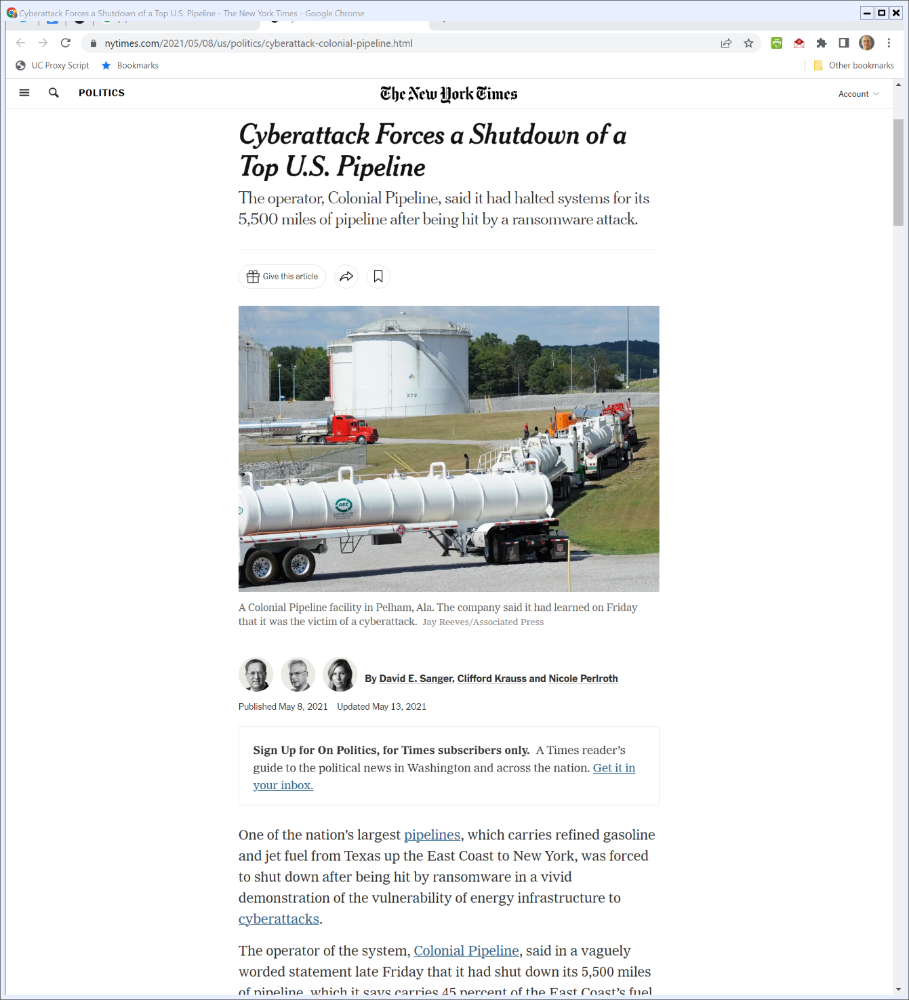 Cyberattack Forces a Shutdown of a Top U.S. Pipeline - The New York Times - Google Chrome
nytimes.com/2021/05/08/us/politics/cyberattack-colonial-pipeline.html
UC Proxy Script Bookmarks Other bookmarks
POLITICS The New York Times Account
Cyberattack Forces a Shutdown of a
Top U.S. Pipeline
The operator, Colonial Pipeline, said it had halted systems for its
5,500 miles of pipeline after being hit by a ransomware attack.
Give this article
272
AEC
A Colonial Pipeline facility in Pelham, Ala. The company said it had learned on Friday
that it was the victim of a cyberattack. Jay Reeves/Associated Press
By David E. Sanger, Clifford Krauss and Nicole Perlroth
Published May 8, 2021 Updated May 13, 2021
Sign Up for On Politics, for Times subscribers only. A Times reader’s
guide to the political news in Washington and across the nation. Get it in
your inbox.
One of the nation’s largest pipelines, which carries refined gasoline
and jet fuel from Texas up the East Coast to New York, was forced
to shut down after being hit by ransomware in a vivid
demonstration of the vulnerability of energy infrastructure to
cyberattacks.
The operator of the system, Colonial Pipeline, said in a vaguely
worded statement late Friday that it had shut down its 5,500 miles
of pipeline, which it says carries 45 percent of the East Coast’s fuel